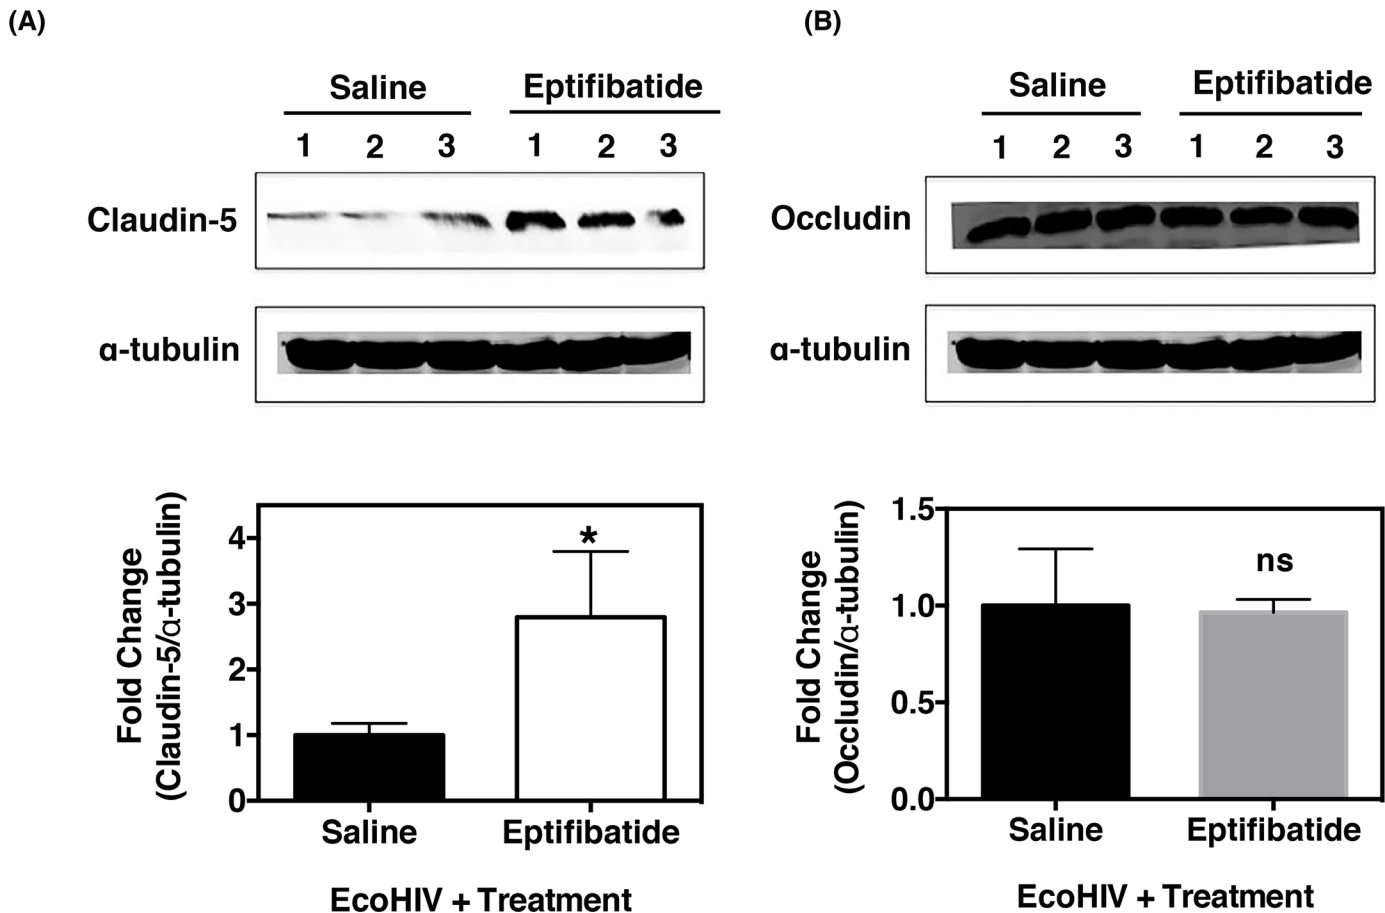 (A)
Saline Eptifibatide
1 2 3 1 2 3
Claudin-5
α-tubulin
Fold Change
(Claudin-5/α-tubulin)
4
3
2
1
0
*
Saline Eptifibatide
EcoHIV + Treatment
(B)
Saline Eptifibatide
1 2 3 1 2 3
Occludin
α-tubulin
Fold Change
(Occludin/α-tubulin)
1.5
1.0
0.5
0.0
ns
Saline Eptifibatide
EcoHIV + Treatment